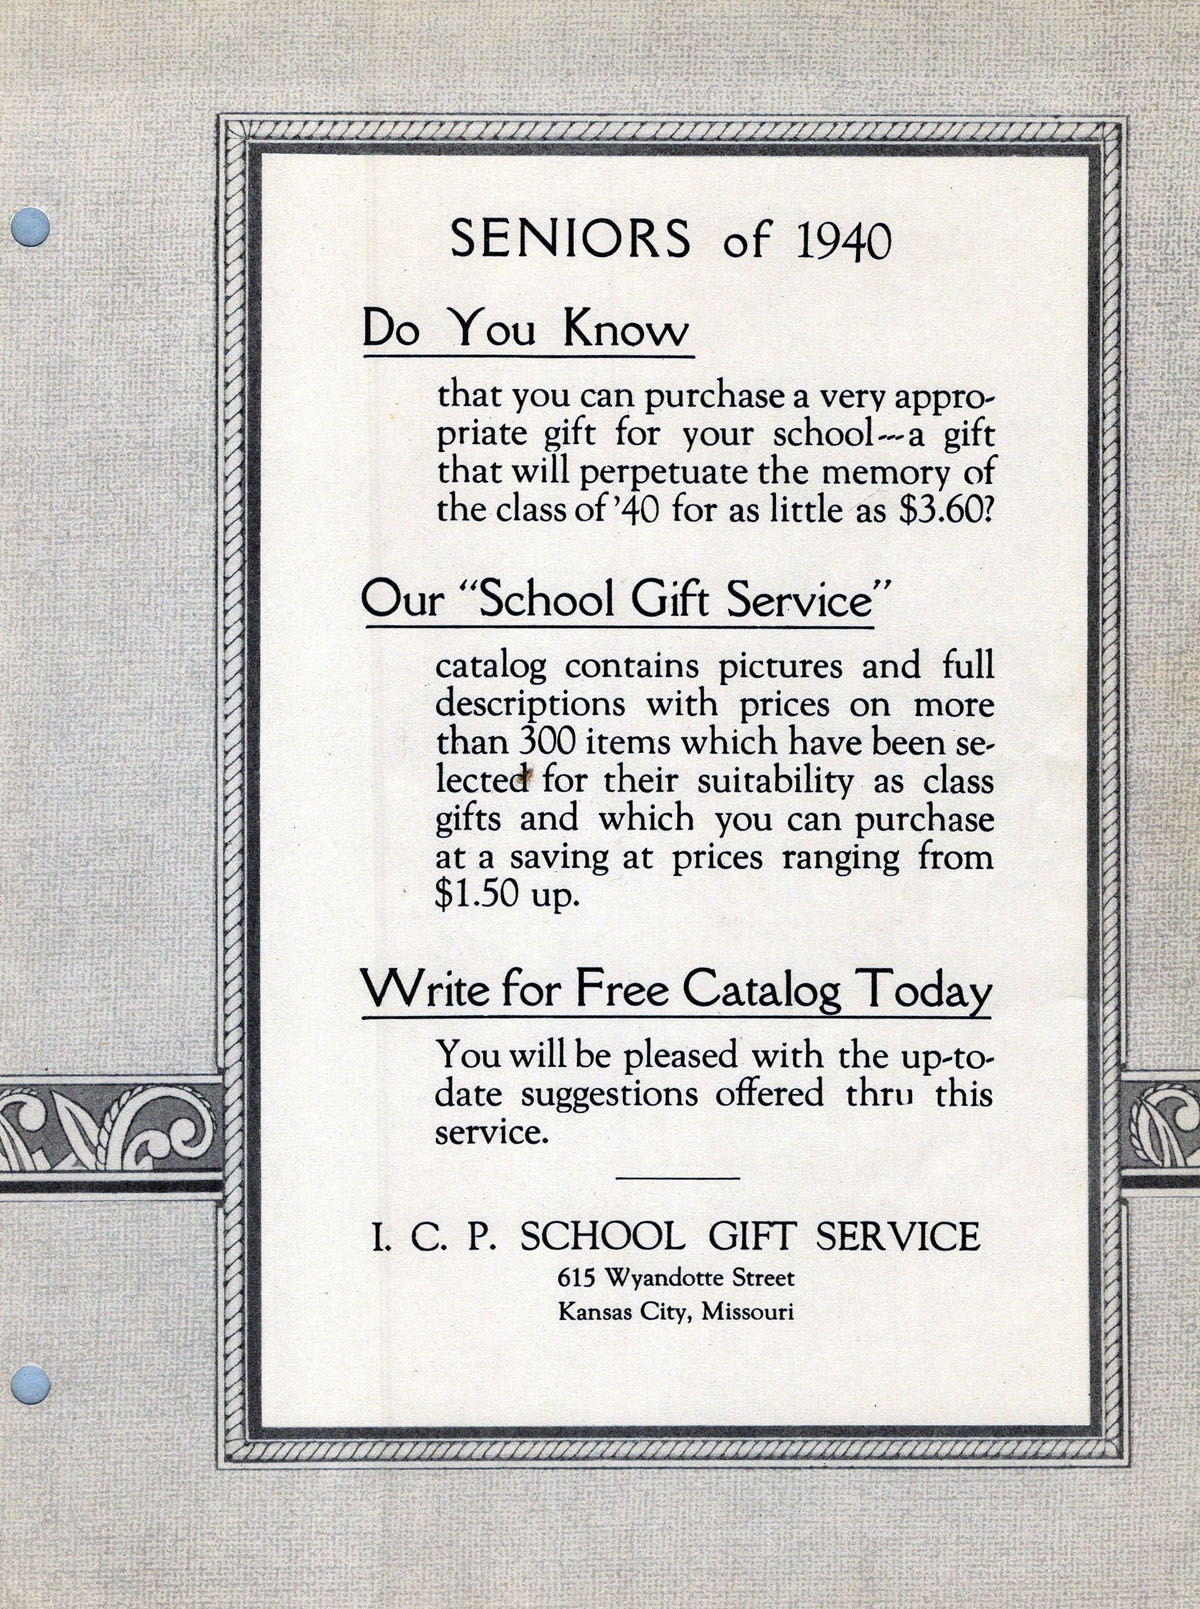 SENIORS of 1940
Do You Know
that you can purchase a very appro-
priate gift for your school---a gift
that will perpetuate the memory of
the class of '40 for as little as $3.60?
Our "School Gift Service"
catalog contains pictures and full
descriptions with prices on more
than 300 items which have been se-
lected for their suitability as class
gifts and which you can purchase
at a saving at prices ranging from
$1.50 up.
Write for Free Catalog Today
You will be pleased with the up-to-
date suggestions offered thru this
service.
I. C. P. SCHOOL GIFT SERVICE
615 Wyandotte Street
Kansas City, Missouri